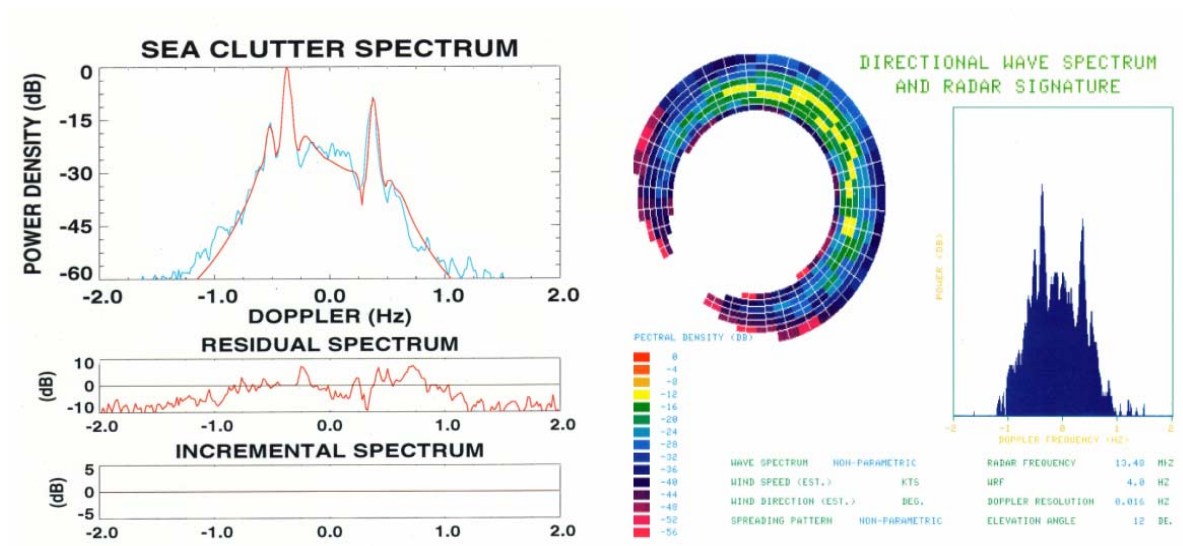 SEA CLUTTER SPECTRUM
POWER DENSITY (dB)
0
-15
-30
-45
-60
-2.0 -1.0 0.0 1.0 2.0
DOPPLER (Hz)
RESIDUAL SPECTRUM
(dB)
10
0
-10
-2.0 -1.0 0.0 1.0 2.0
INCREMENTAL SPECTRUM
(dB)
5
0
-5
-2.0 -1.0 0.0 1.0 2.0
DIRECTIONAL WAVE SPECTRUM
AND RADAR SIGNATURE
POWER (DB)
-2 -1 0 1 2
DOPPLER FREQUENCY (HZ)
PECTRAL DENSITY (DB)
0
-4
-8
-12
-16
-20
-24
-28
-32
-36
-40
-44
-48
-52
-56
WAVE SPECTRUM NON-PARAMETRIC
WIND SPEED (EST.) KTS
WIND DIRECTION (EST.) DEG.
SPREADING PATTERN NON-PARAMETRIC
RADAR FREQUENCY 13.40 MHZ
WRF 4.0 HZ
DOPPLER RESOLUTION 0.016 HZ
ELEVATION ANGLE 12 DE.